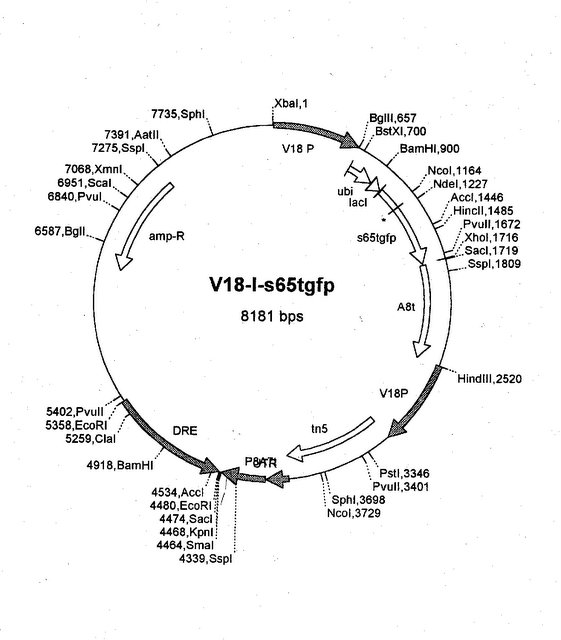 XbaI,1
BglII,657
BstXI,700
BamHI,900
NcoI,1164
NdeI,1227
AccI,1446
HincII,1485
PvuII,1672
XhoI,1716
SacI,1719
SspI,1809
HindIII,2520
PstI,3346
PvuII,3401
SphI,3698
NcoI,3729
4339,SspI
4464,SmaI
4468,KpnI
4474,SacI
4480,EcoRI
4534,AccI
4918,BamHI
5259,ClaI
5358,EcoRI
5402,PvuII
6587,BglI
6840,PvuI
6951,ScaI
7068,XmnI
7275,SspI
7391,AatII
7735,SphI
V18 P
ubi
lacI
*
s65tgfp
A8t
V18P
tn5
DRE
amp-R
V18-I-s65tgfp
8181 bps